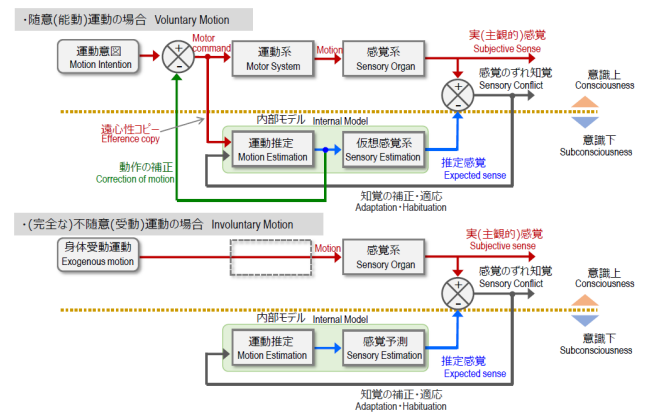 ・随意(能動)運動の場合 Voluntary Motion
運動意図
Motion Intention
+
-
Motor
command
運動系
Motor System
Motion
感覚系
Sensory Organ
実(主観的)感覚
Subjective Sense
感覚のずれ知覚
Sensory Conflict
+
-
意識上
Consciousness
意識下
Subconsciousness
遠心性コピー
Efference copy
内部モデル Internal Model
運動推定
Motion Estimation
仮想感覚系
Sensory Estimation
推定感覚
Expected sense
動作の補正
Correction of motion
知覚の補正・適応
Adaptation・Habituation
・(完全な)不随意(受動)運動の場合 Involuntary Motion
身体受動運動
Exogenous motion
Motion
感覚系
Sensory Organ
実(主観的)感覚
Subjective sense
感覚のずれ知覚
Sensory Conflict
+
-
意識上
Consciousness
意識下
Subconsciousness
内部モデル Internal Model
運動推定
Motion Estimation
感覚予測
Sensory Estimation
推定感覚
Expected sense
知覚の補正・適応
Adaptation・Habituation